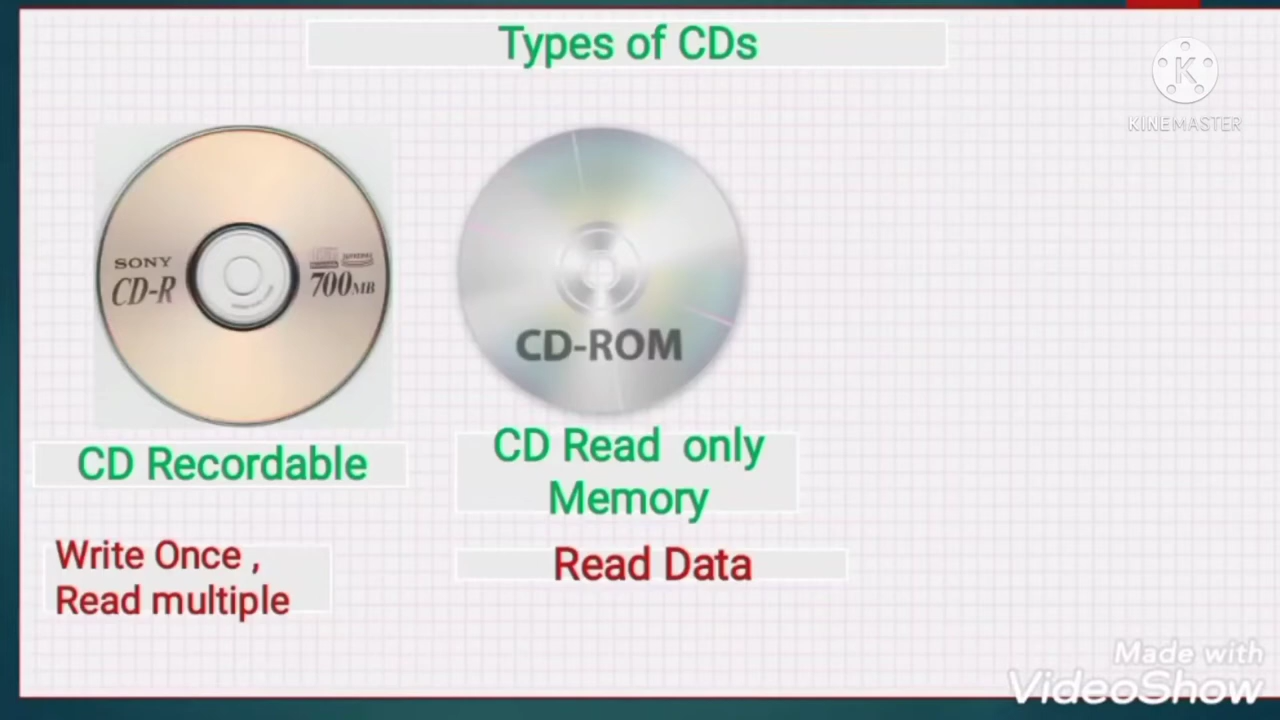 Types of CDs
KINEMASTER
SONY
CD-R
700MB
CD-ROM
CD Recordable
CD Read only
Memory
Write Once ,
Read multiple
Read Data
Made with
VideoShow